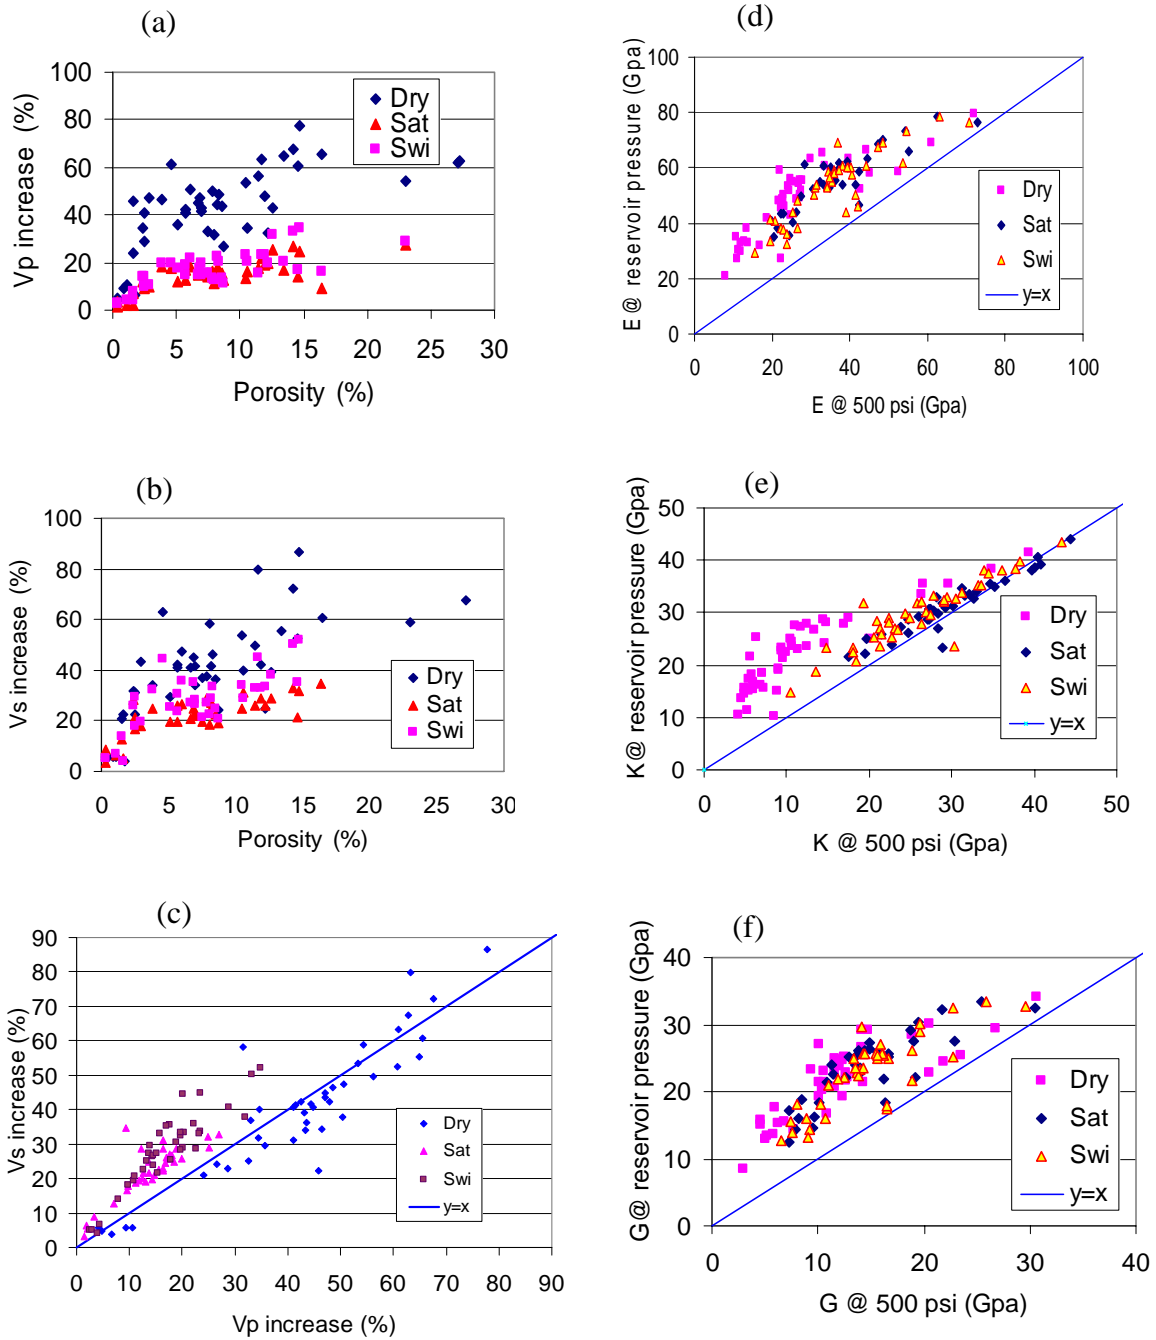 (a)
Vp increase (%)
100
80
60
40
20
0
0 5 10 15 20 25 30
Porosity (%)
Dry
Sat
Swi
(d)
E @ reservoir pressure (Gpa)
100
80
60
40
20
0
0 20 40 60 80 100
E @ 500 psi (Gpa)
Dry
Sat
Swi
y=x
(b)
Vs increase (%)
100
80
60
40
20
0
0 5 10 15 20 25 30
Porosity (%)
Dry
Sat
Swi
(e)
K@ reservoir pressure (Gpa)
50
40
30
20
10
0
0 10 20 30 40 50
K @ 500 psi (Gpa)
Dry
Sat
Swi
y=x
(c)
Vs increase (%)
90
80
70
60
50
40
30
20
10
0
0 10 20 30 40 50 60 70 80 90
Vp increase (%)
Dry
Sat
Swi
y=x
(f)
G@ reservoir pressure (Gpa)
40
30
20
10
0
0 10 20 30 40
G @ 500 psi (Gpa)
Dry
Sat
Swi
y=x